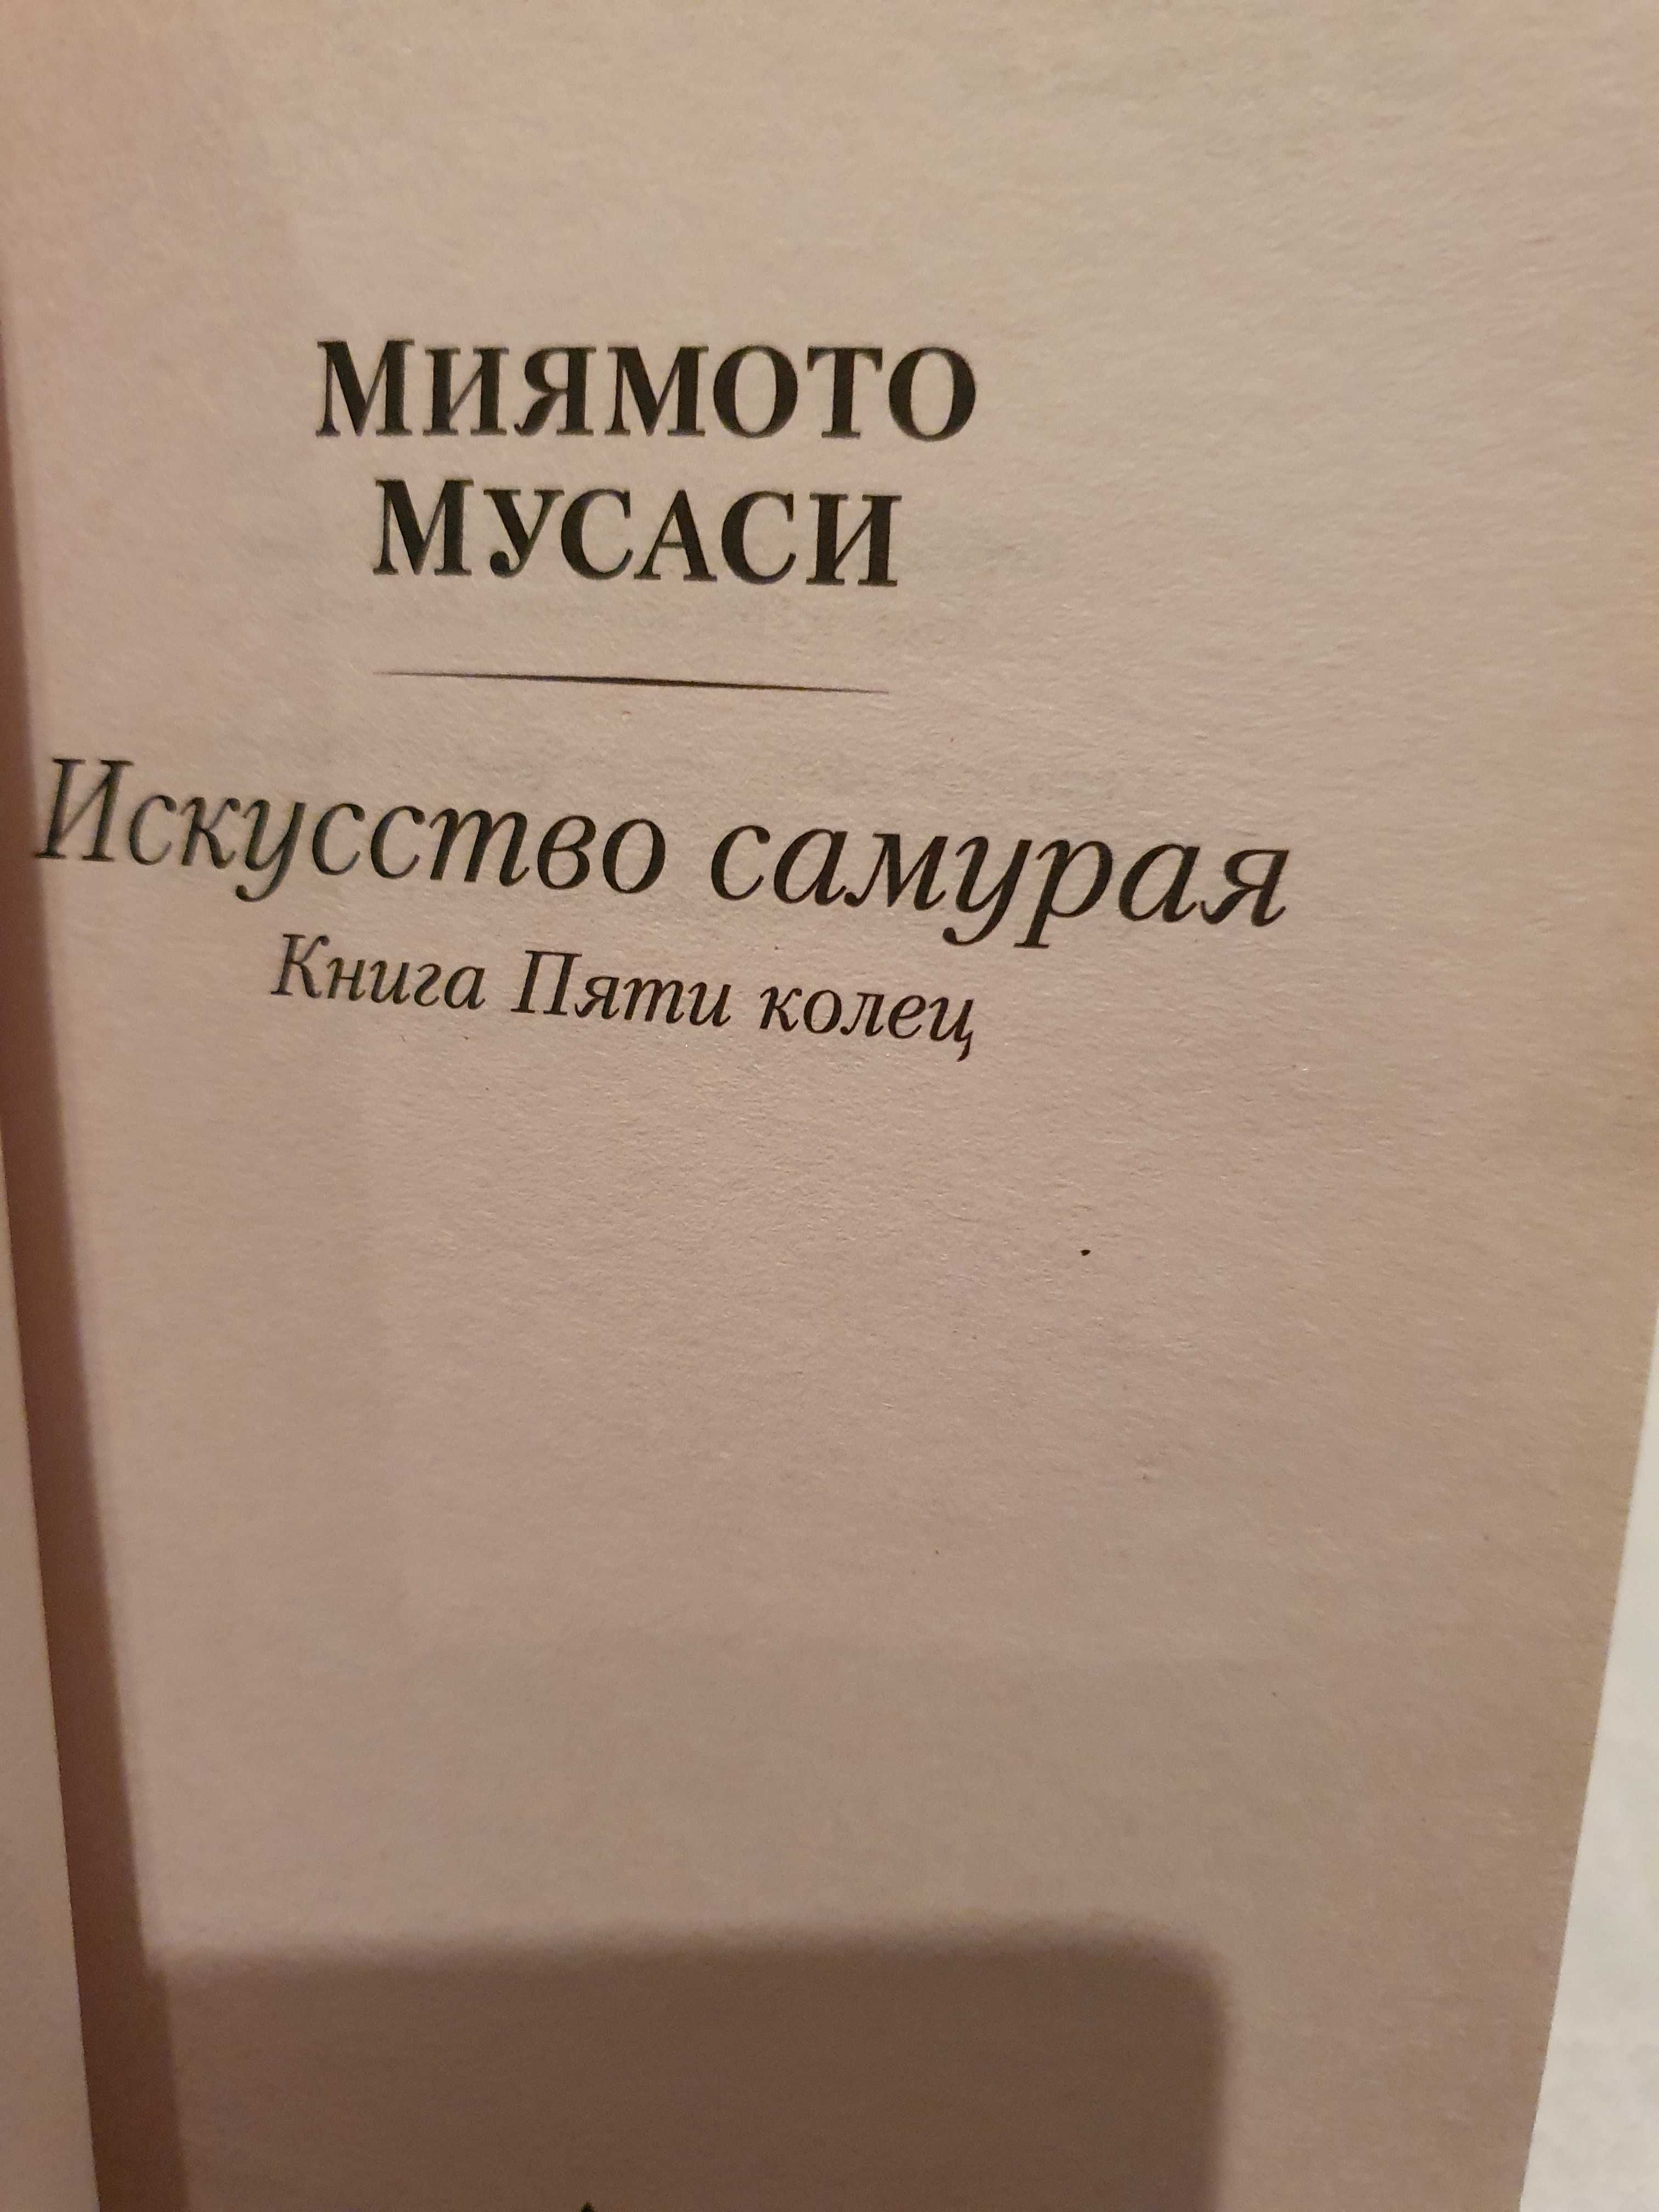 МИЯМОТО
МУСАСИ
Искусство самурая
Книга Пяти колец